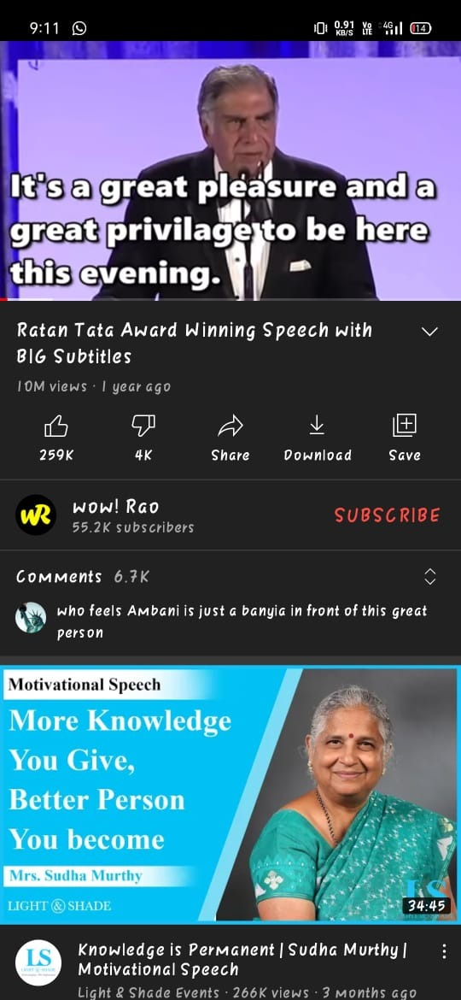 9:11
0.91
KB/S
Vo
LTE
4G
14
It's a great pleasure and a
great privilage to be here
this evening.
Ratan Tata Award Winning Speech with
BIG Subtitles
10M views · 1 year ago
259K
4K
Share
Download
Save
WR
wow! Rao
55.2K subscribers
SUBSCRIBE
Comments 6.7K
who feels Ambani is just a banyia in front of this great
person
Motivational Speech
More Knowledge
You Give,
Better Person
You become
Mrs. Sudha Murthy
LIGHT & SHADE
LS
34:45
LS
LIGHT & SHADE
Knowledge is Permanent | Sudha Murthy |
Motivational Speech
Light & Shade Events · 266K views · 3 months ago